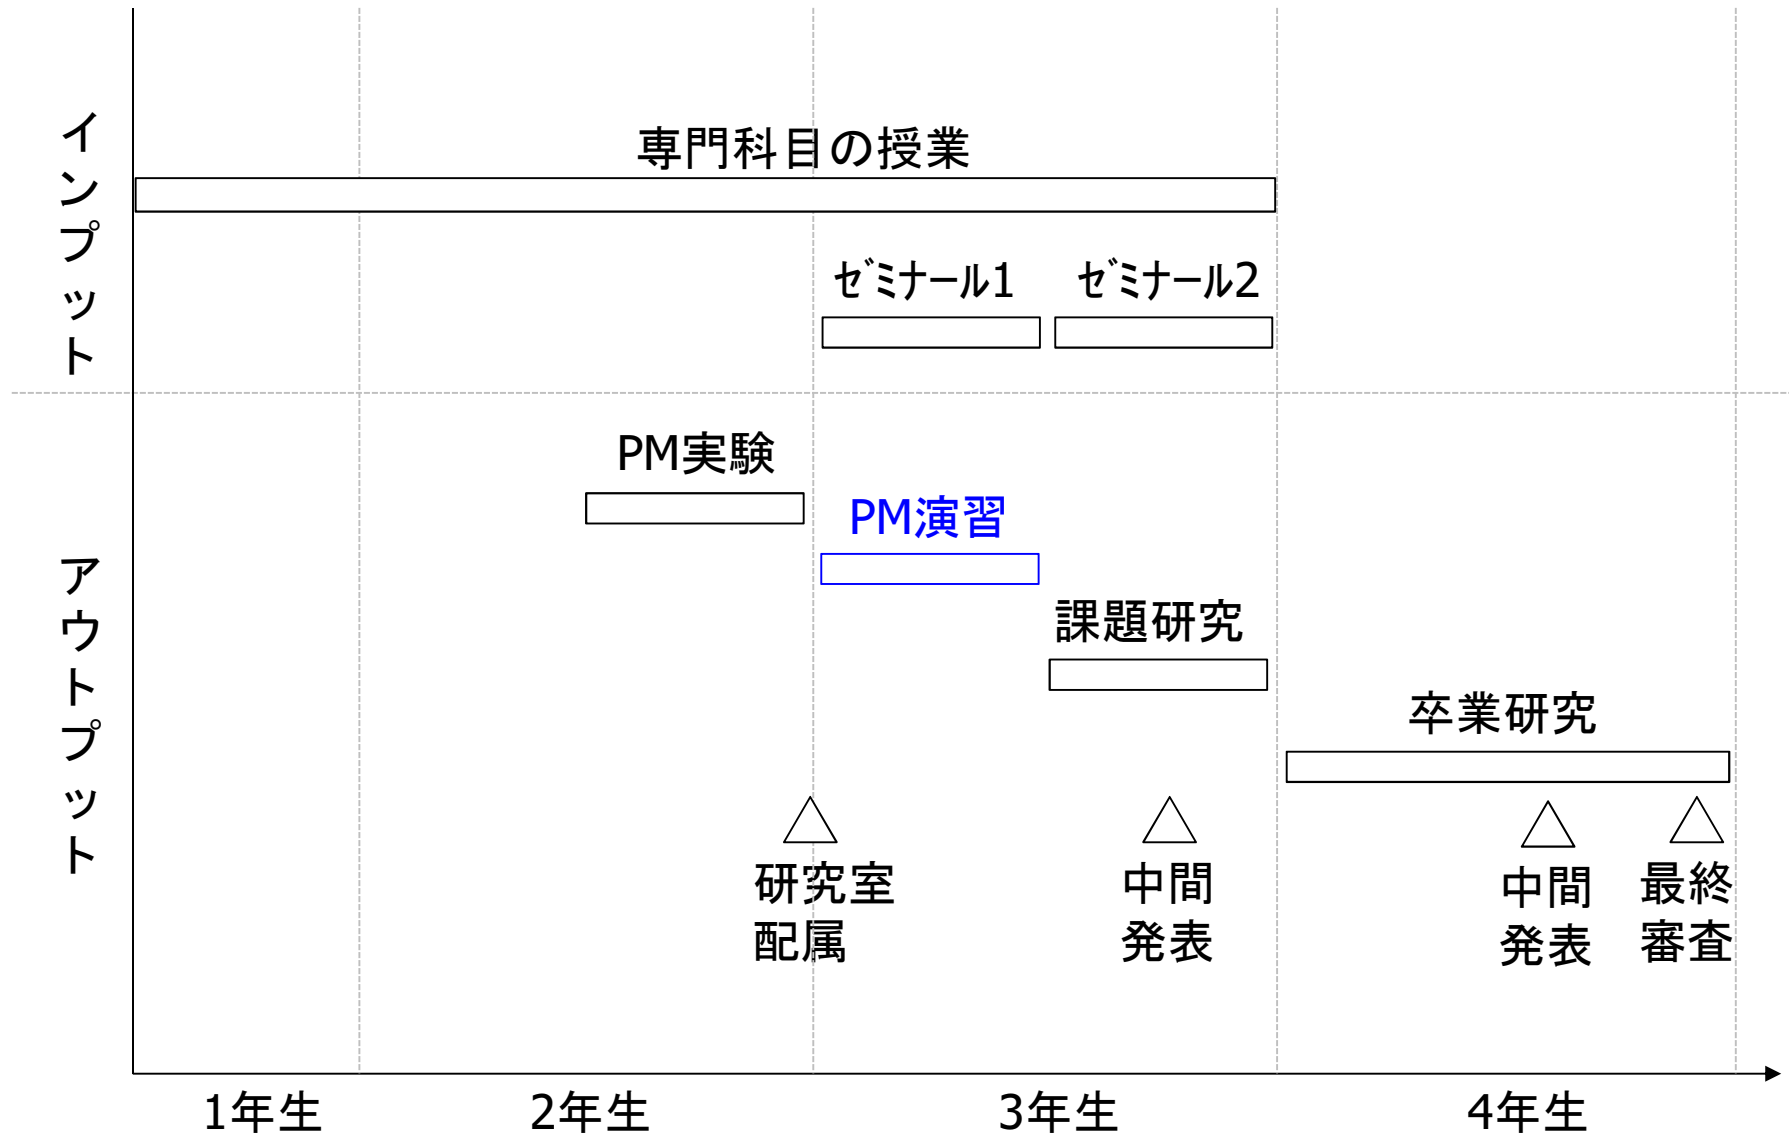 インプット
専門科目の授業
ｾﾞﾐﾅｰﾙ1
ｾﾞﾐﾅｰﾙ2
アウトプット
PM実験
PM演習
課題研究
卒業研究
研究室
配属
中間
発表
中間
発表
最終
審査
1年生
2年生
3年生
4年生